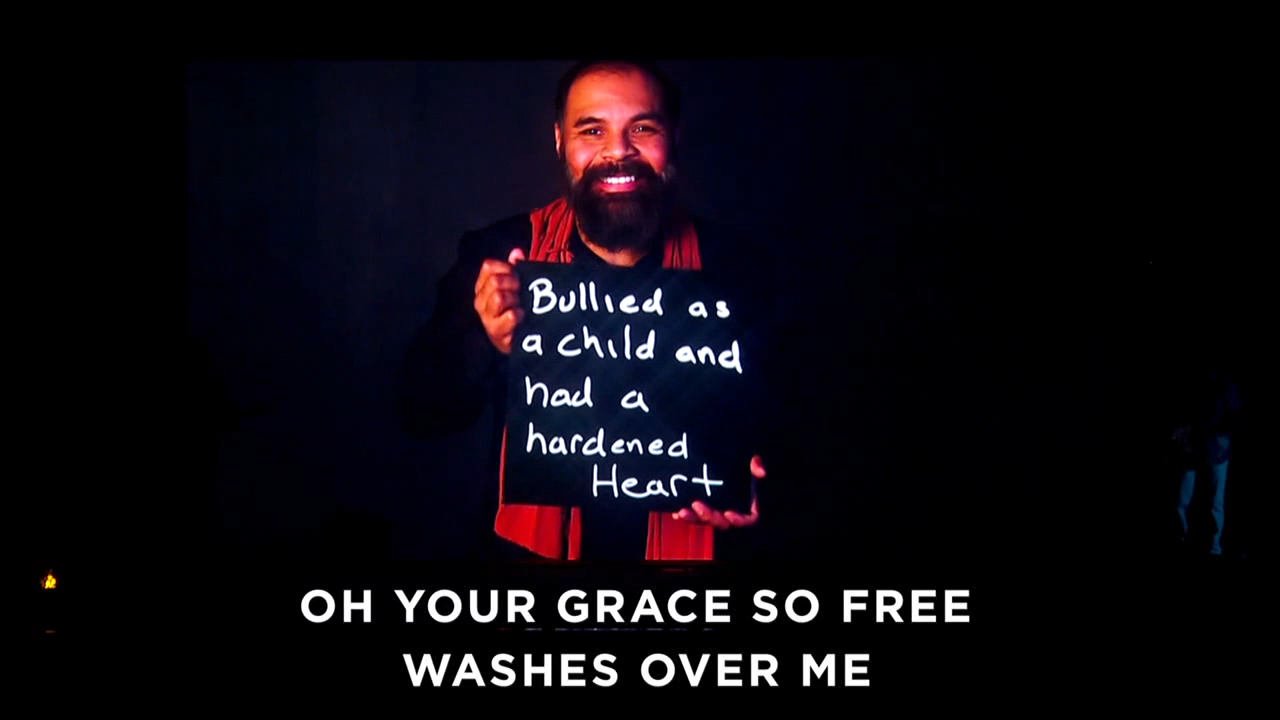 Bullied as
a child and
had a
hardened
Heart
OH YOUR GRACE SO FREE
WASHES OVER ME